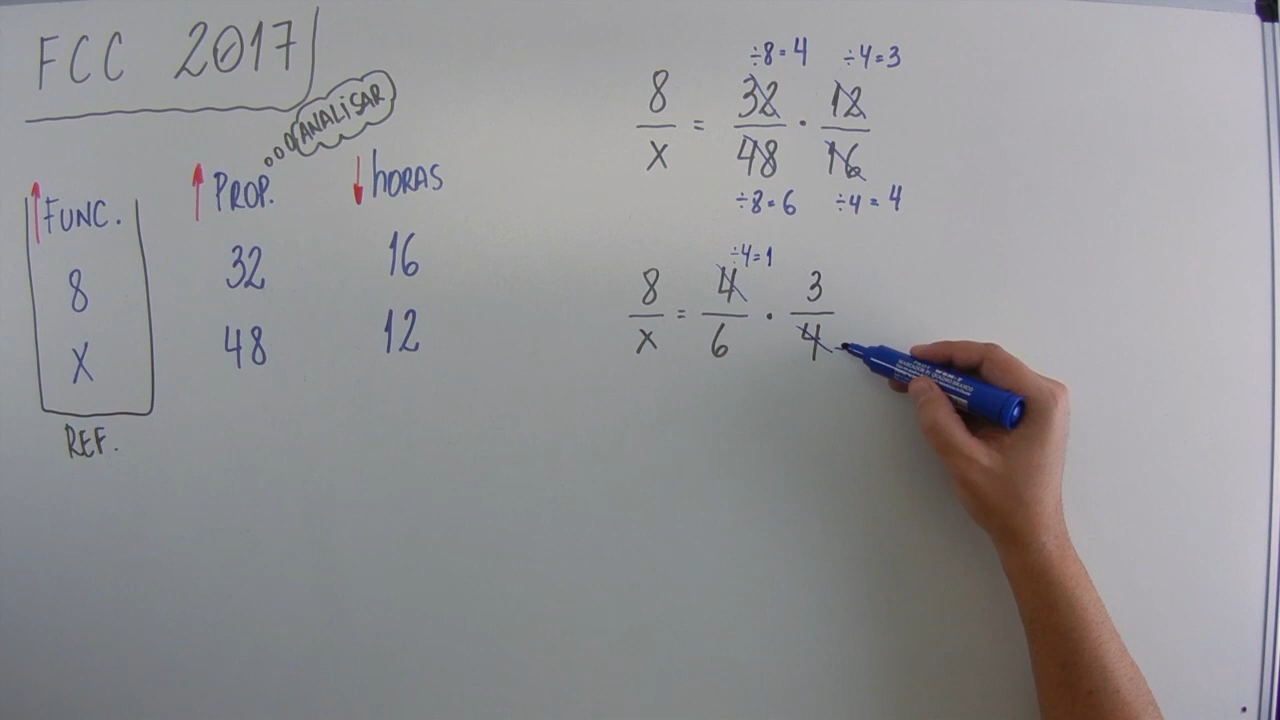 FCC 2017
ANALISAR
FUNC. PROP. hORAS
8 32 16
X 48 12
REF.
÷8=4 ÷4=3
8/x = 32/48 · 12/16
÷8=6 ÷4=4
÷4=1
8/x = 4/6 · 3/4